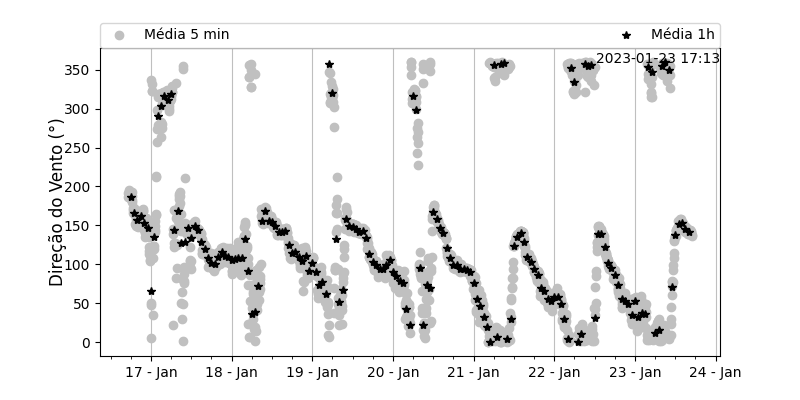 Média 5 min
Média 1h
2023-01-23 17:13
Direção do Vento (°)
350
300
250
200
150
100
50
0
17 - Jan
18 - Jan
19 - Jan
20 - Jan
21 - Jan
22 - Jan
23 - Jan
24 - Jan